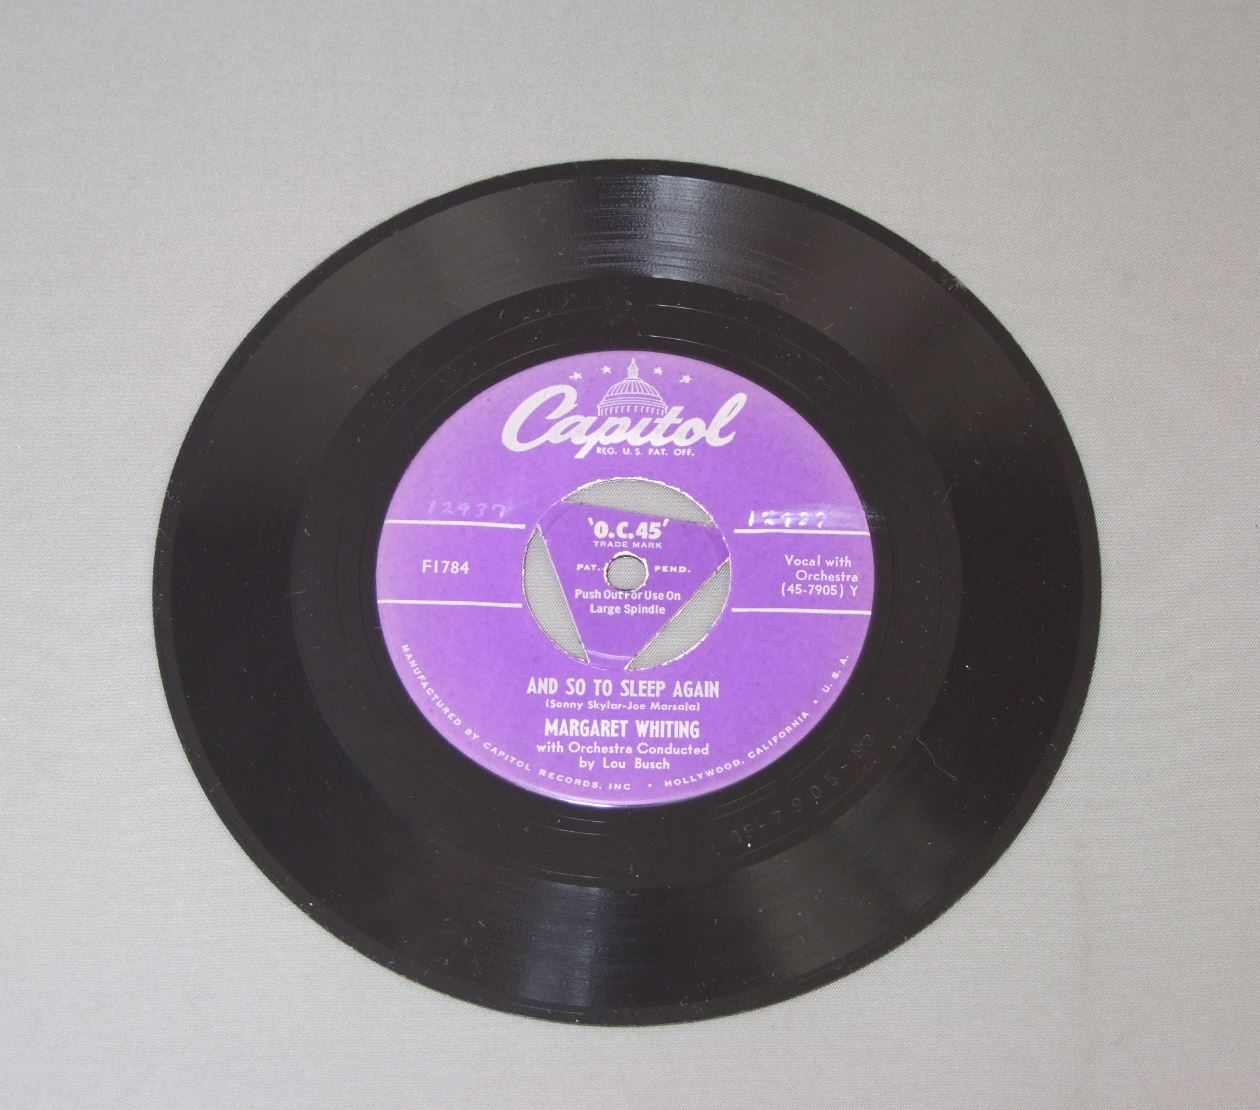 Capitol
REG. U.S. PAT. OFF.
12937
12937
'O.C.45'
TRADE MARK
PAT. PEND.
Push Out For Use On
Large Spindle
F1784
Vocal with
Orchestra
(45-7905) Y
AND SO TO SLEEP AGAIN
(Sonny Skylar-Joe Marsala)
MARGARET WHITING
with Orchestra Conducted
by Lou Busch
MANUFACTURED BY CAPITOL RECORDS, INC • HOLLYWOOD, CALIFORNIA • U.S.A.
45-7905-